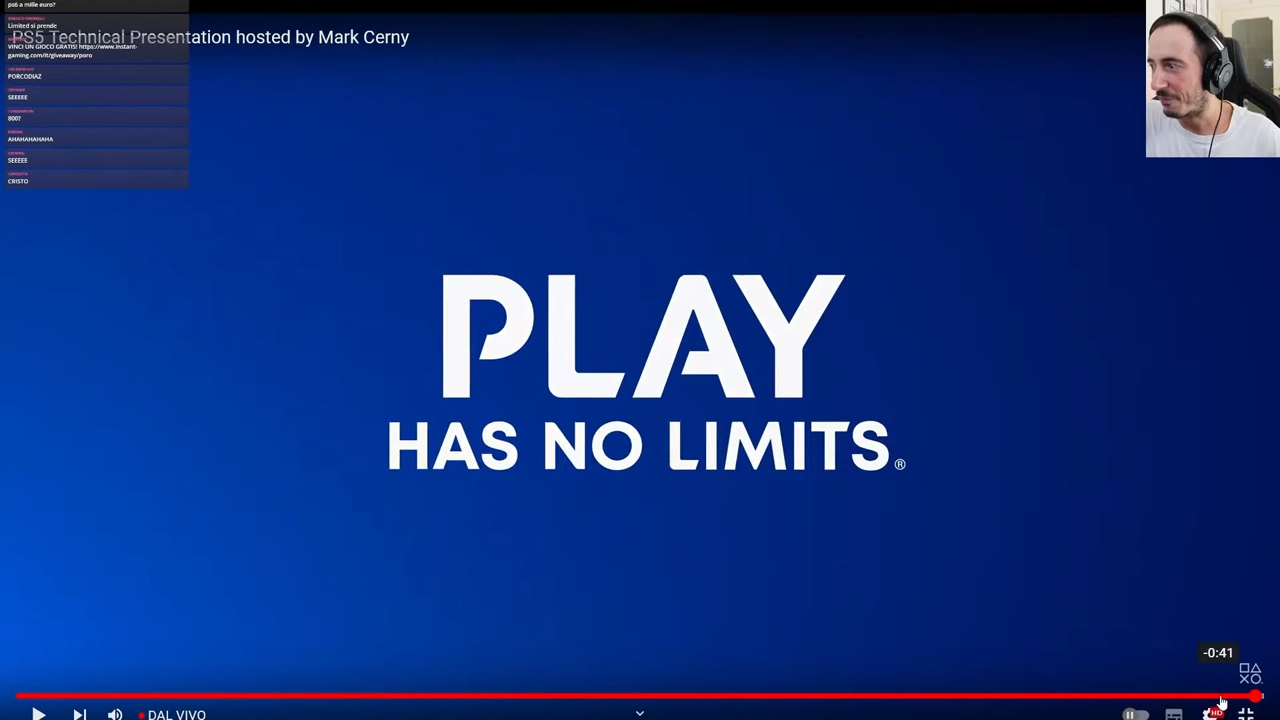 ps6 a mille euro?
Limited si prende
PS5 Technical Presentation hosted by Mark Cerny
VINCI UN GIOCO GRATIS! https://www.instant-
gaming.com/it/giveaway/poro
PORCODIAZ
SEEEEE
800?
AHAHAHAHAHA
SEEEEE
CRISTO
PLAY
HAS NO LIMITS®
-0:41
DAL VIVO
HD